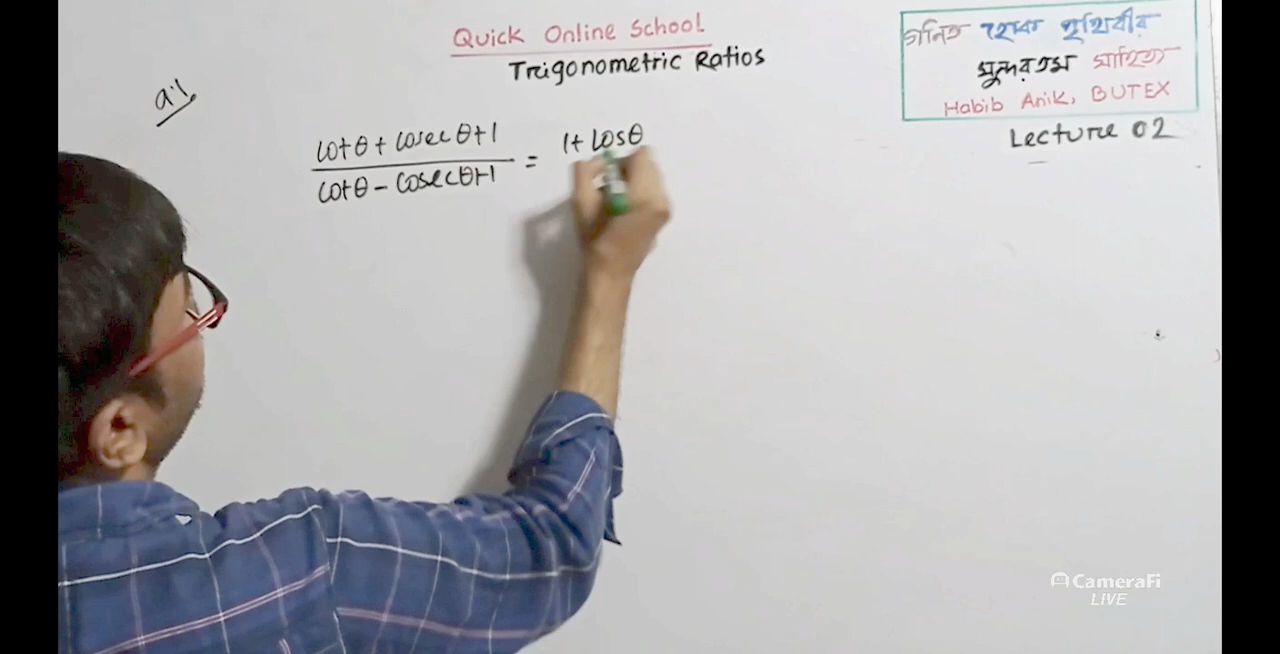 Quick Online School
Trigonometric Ratios
গনিত হোক পৃথিবীর
সুন্দরতম সাহিত্য
Habib Anik, BUTEX
Lecture 02
a.1
cotθ + cosecθ+1
cotθ - cosecθ+1
=
1+ cosθ
CameraFi
LIVE